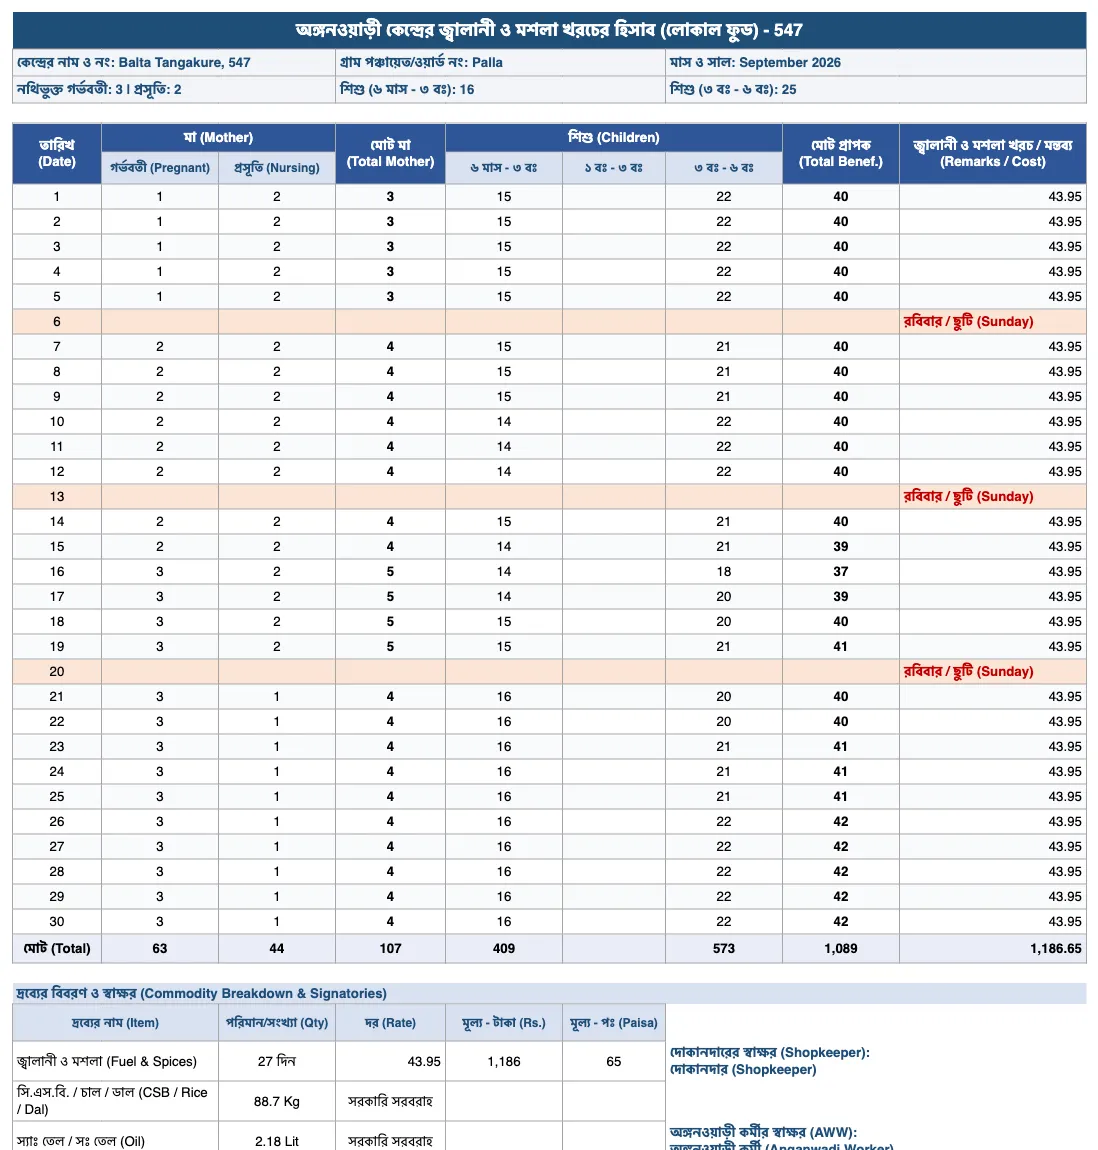 অঙ্গনওয়াড়ী কেন্দ্রের জ্বালানী ও মশলা খরচের হিসাব (লোকাল ফুড) - 547
কেন্দ্রের নাম ও নং: Balta Tangakure, 547 গ্রাম পঞ্চায়েত/ওয়ার্ড নং: Palla মাস ও সাল: September 2026
নথিভুক্ত গর্ভবতী: 3 | প্রসূতি: 2 শিশু (৬ মাস - ৩ বঃ): 16 শিশু (৩ বঃ - ৬ বঃ): 25
তারিখ (Date) মা (Mother) মোট মা (Total Mother) শিশু (Children) মোট প্রাপক (Total Benef.) জ্বালানী ও মশলা খরচ / মন্তব্য (Remarks / Cost)
গর্ভবতী (Pregnant) প্রসূতি (Nursing) ৬ মাস - ৩ বঃ ১ বঃ - ৩ বঃ ৩ বঃ - ৬ বঃ
1 1 2 3 15 22 40 43.95
2 1 2 3 15 22 40 43.95
3 1 2 3 15 22 40 43.95
4 1 2 3 15 22 40 43.95
5 1 2 3 15 22 40 43.95
6 রবিবার / ছুটি (Sunday)
7 2 2 4 15 21 40 43.95
8 2 2 4 15 21 40 43.95
9 2 2 4 15 21 40 43.95
10 2 2 4 14 22 40 43.95
11 2 2 4 14 22 40 43.95
12 2 2 4 14 22 40 43.95
13 রবিবার / ছুটি (Sunday)
14 2 2 4 15 21 40 43.95
15 2 2 4 14 21 39 43.95
16 3 2 5 14 18 37 43.95
17 3 2 5 14 20 39 43.95
18 3 2 5 15 20 40 43.95
19 3 2 5 15 21 41 43.95
20 রবিবার / ছুটি (Sunday)
21 3 1 4 16 20 40 43.95
22 3 1 4 16 20 40 43.95
23 3 1 4 16 21 41 43.95
24 3 1 4 16 21 41 43.95
25 3 1 4 16 21 41 43.95
26 3 1 4 16 22 42 43.95
27 3 1 4 16 22 42 43.95
28 3 1 4 16 22 42 43.95
29 3 1 4 16 22 42 43.95
30 3 1 4 16 22 42 43.95
মোট (Total) 63 44 107 409 573 1,089 1,186.65
দ্রব্যের বিবরণ ও স্বাক্ষর (Commodity Breakdown & Signatories)
দ্রব্যের নাম (Item) পরিমান/সংখ্যা (Qty) দর (Rate) মূল্য - টাকা (Rs.) মূল্য - পঃ (Paisa)
জ্বালানী ও মশলা (Fuel & Spices) 27 দিন 43.95 1,186 65
দোকানদারের স্বাক্ষর (Shopkeeper):
দোকানদার (Shopkeeper)
সি.এস.বি. / চাল / ডাল (CSB / Rice / Dal) 88.7 Kg সরকারি সরবরাহ
স্যাঃ তেল / সঃ তেল (Oil) 2.18 Lit সরকারি সরবরাহ
অঙ্গনওয়াড়ী কর্মীর স্বাক্ষর (AWW):
অঙ্গনওয়াড়ী কর্মী (Anganwadi Worker)